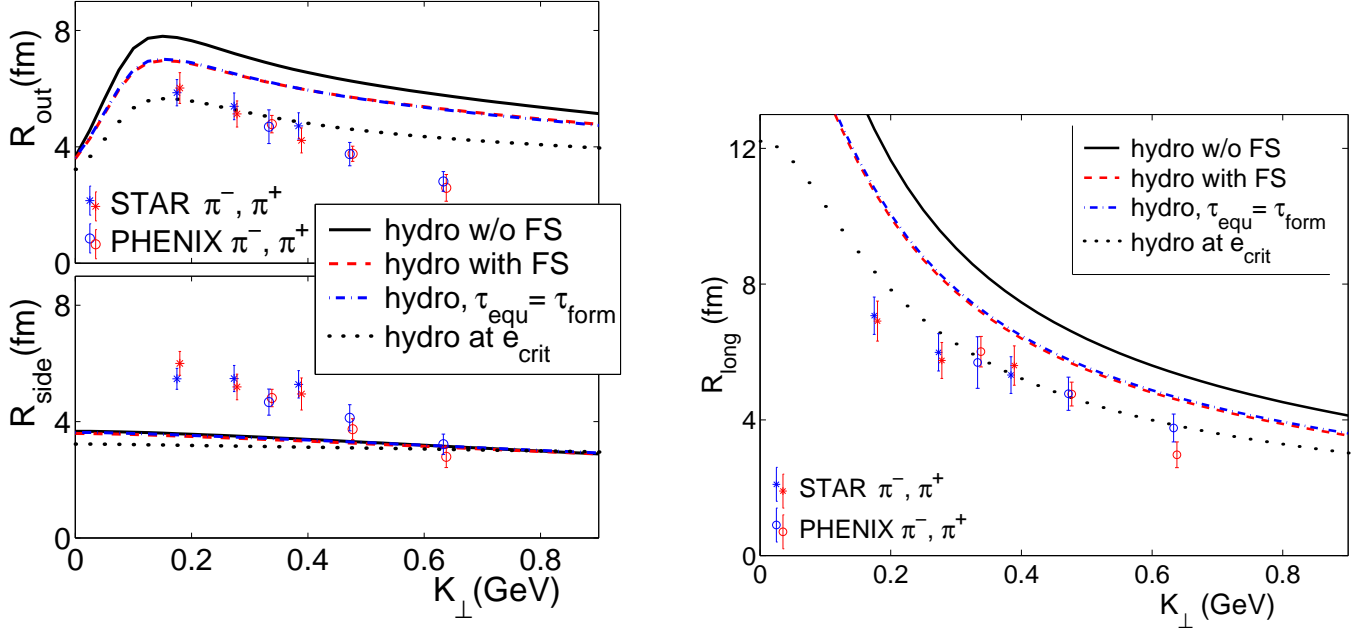 8
4
0
R_out (fm)
STAR π⁻, π⁺
PHENIX π⁻, π⁺
hydro w/o FS
hydro with FS
hydro, τ_equ = τ_form
hydro at e_crit
8
4
0
R_side (fm)
0 0.2 0.4 0.6 0.8
K_⊥ (GeV)
12
8
4
0
R_long (fm)
hydro w/o FS
hydro with FS
hydro, τ_equ = τ_form
hydro at e_crit
STAR π⁻, π⁺
PHENIX π⁻, π⁺
0 0.2 0.4 0.6 0.8
K_⊥ (GeV)